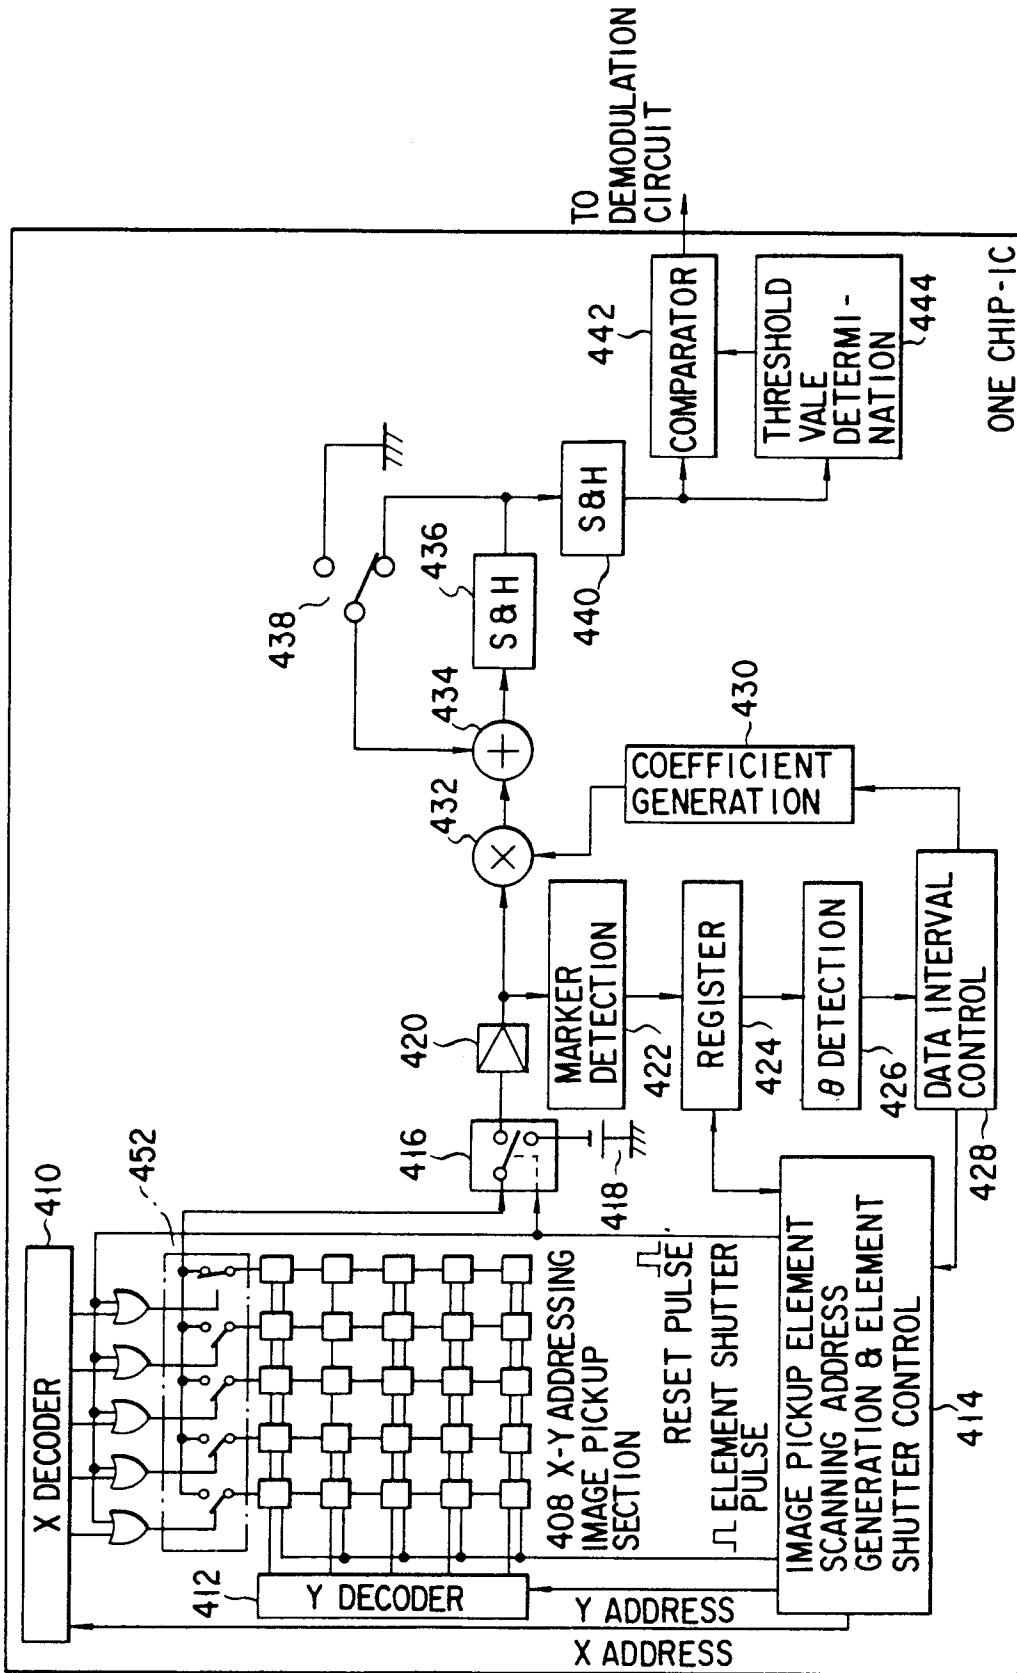 410
X DECODER
452
412
Y DECODER
408 X-Y ADDRESSING
IMAGE PICKUP
SECTION
RESET PULSE
ELEMENT SHUTTER
PULSE
Y ADDRESS
X ADDRESS
IMAGE PICKUP ELEMENT
SCANNING ADDRESS
GENERATION & ELEMENT
SHUTTER CONTROL
414
416
418
420
MARKER
DETECTION
422
REGISTER
424
θ DETECTION
426
DATA INTERVAL
CONTROL
428
COEFFICIENT
GENERATION
430
432
×
434
+
S&H
436
438
S&H
440
COMPARATOR
442
THRESHOLD
VALE
DETERMI-
NATION
444
TO
DEMODULATION
CIRCUIT
ONE CHIP-IC